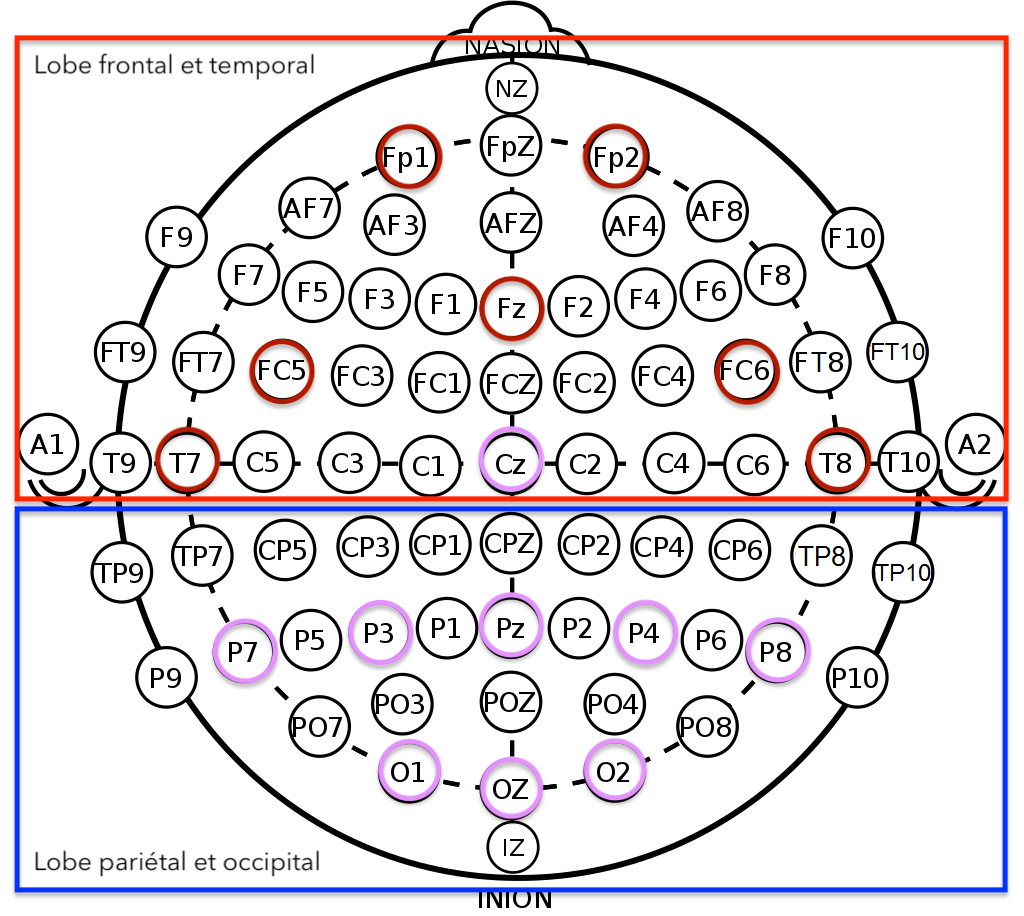 NASION
Lobe frontal et temporal
NZ
Fp1 FpZ Fp2
AF7 AF3 AFZ AF4 AF8
F9 F10
F7 F5 F3 F1 Fz F2 F4 F6 F8
FT9 FT7 FC5 FC3 FC1 FCZ FC2 FC4 FC6 FT8 FT10
A1 T9 T7 C5 C3 C1 Cz C2 C4 C6 T8 T10 A2
TP9 TP7 CP5 CP3 CP1 CPZ CP2 CP4 CP6 TP8 TP10
P9 P7 P5 P3 P1 Pz P2 P4 P6 P8 P10
PO7 PO3 POZ PO4 PO8
O1 OZ O2
IZ
Lobe pariétal et occipital
INION